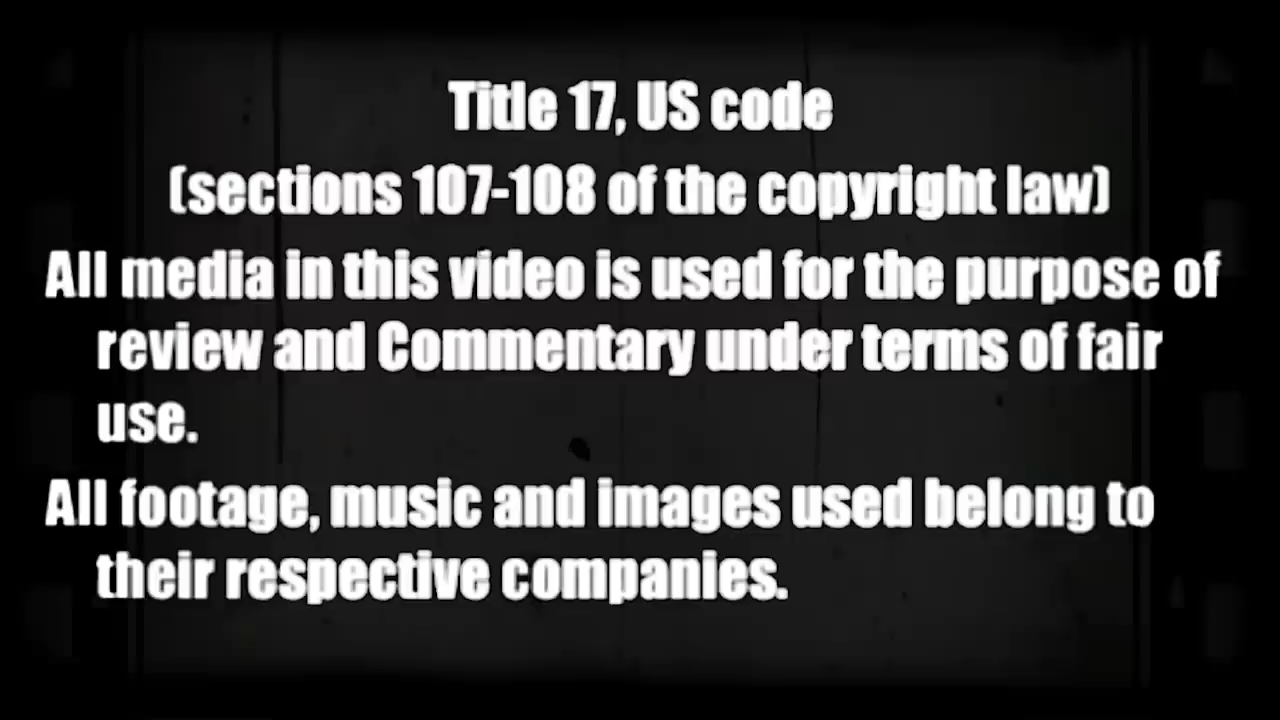 Title 17, US code
(sections 107-108 of the copyright law)
All media in this video is used for the purpose of
review and Commentary under terms of fair
use.
All footage, music and images used belong to
their respective companies.